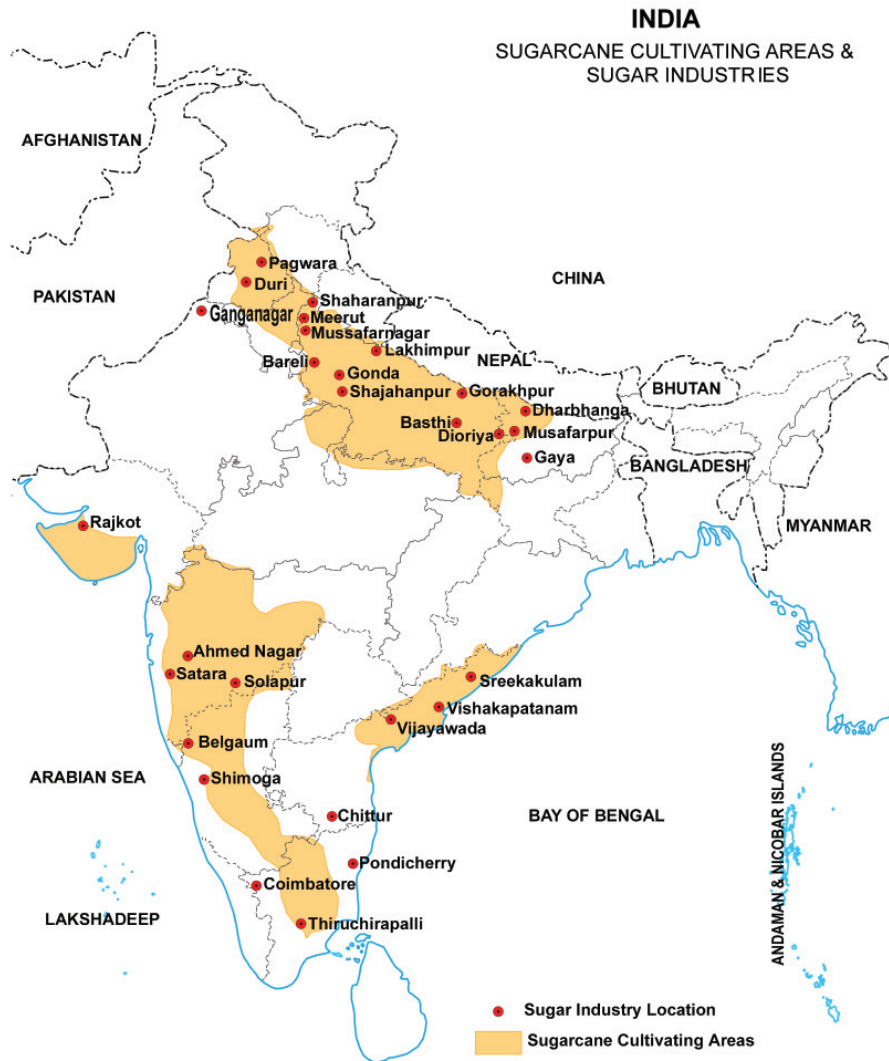 INDIA
SUGARCANE CULTIVATING AREAS &
SUGAR INDUSTRIES
AFGHANISTAN
Pagwara
CHINA
Duri
PAKISTAN
Shaharanpur
Ganganagar
Meerut
Mussafarnagar
Lakhimpur
NEPAL
Bareli
Gonda
BHUTAN
Shajahanpur
Gorakhpur
Dharbhanga
Basthi
Dioriya
Musafarpur
Gaya
BANGLADESH
Rajkot
MYANMAR
Ahmed Nagar
Satara
Solapur
Sreekakulam
Vishakapatanam
Vijayawada
Belgaum
ARABIAN SEA
Shimoga
Chittur
BAY OF BENGAL
Pondicherry
Coimbatore
LAKSHADEEP
Thiruchirapalli
ANDAMAN & NICOBAR ISLANDS
Sugar Industry Location
Sugarcane Cultivating Areas